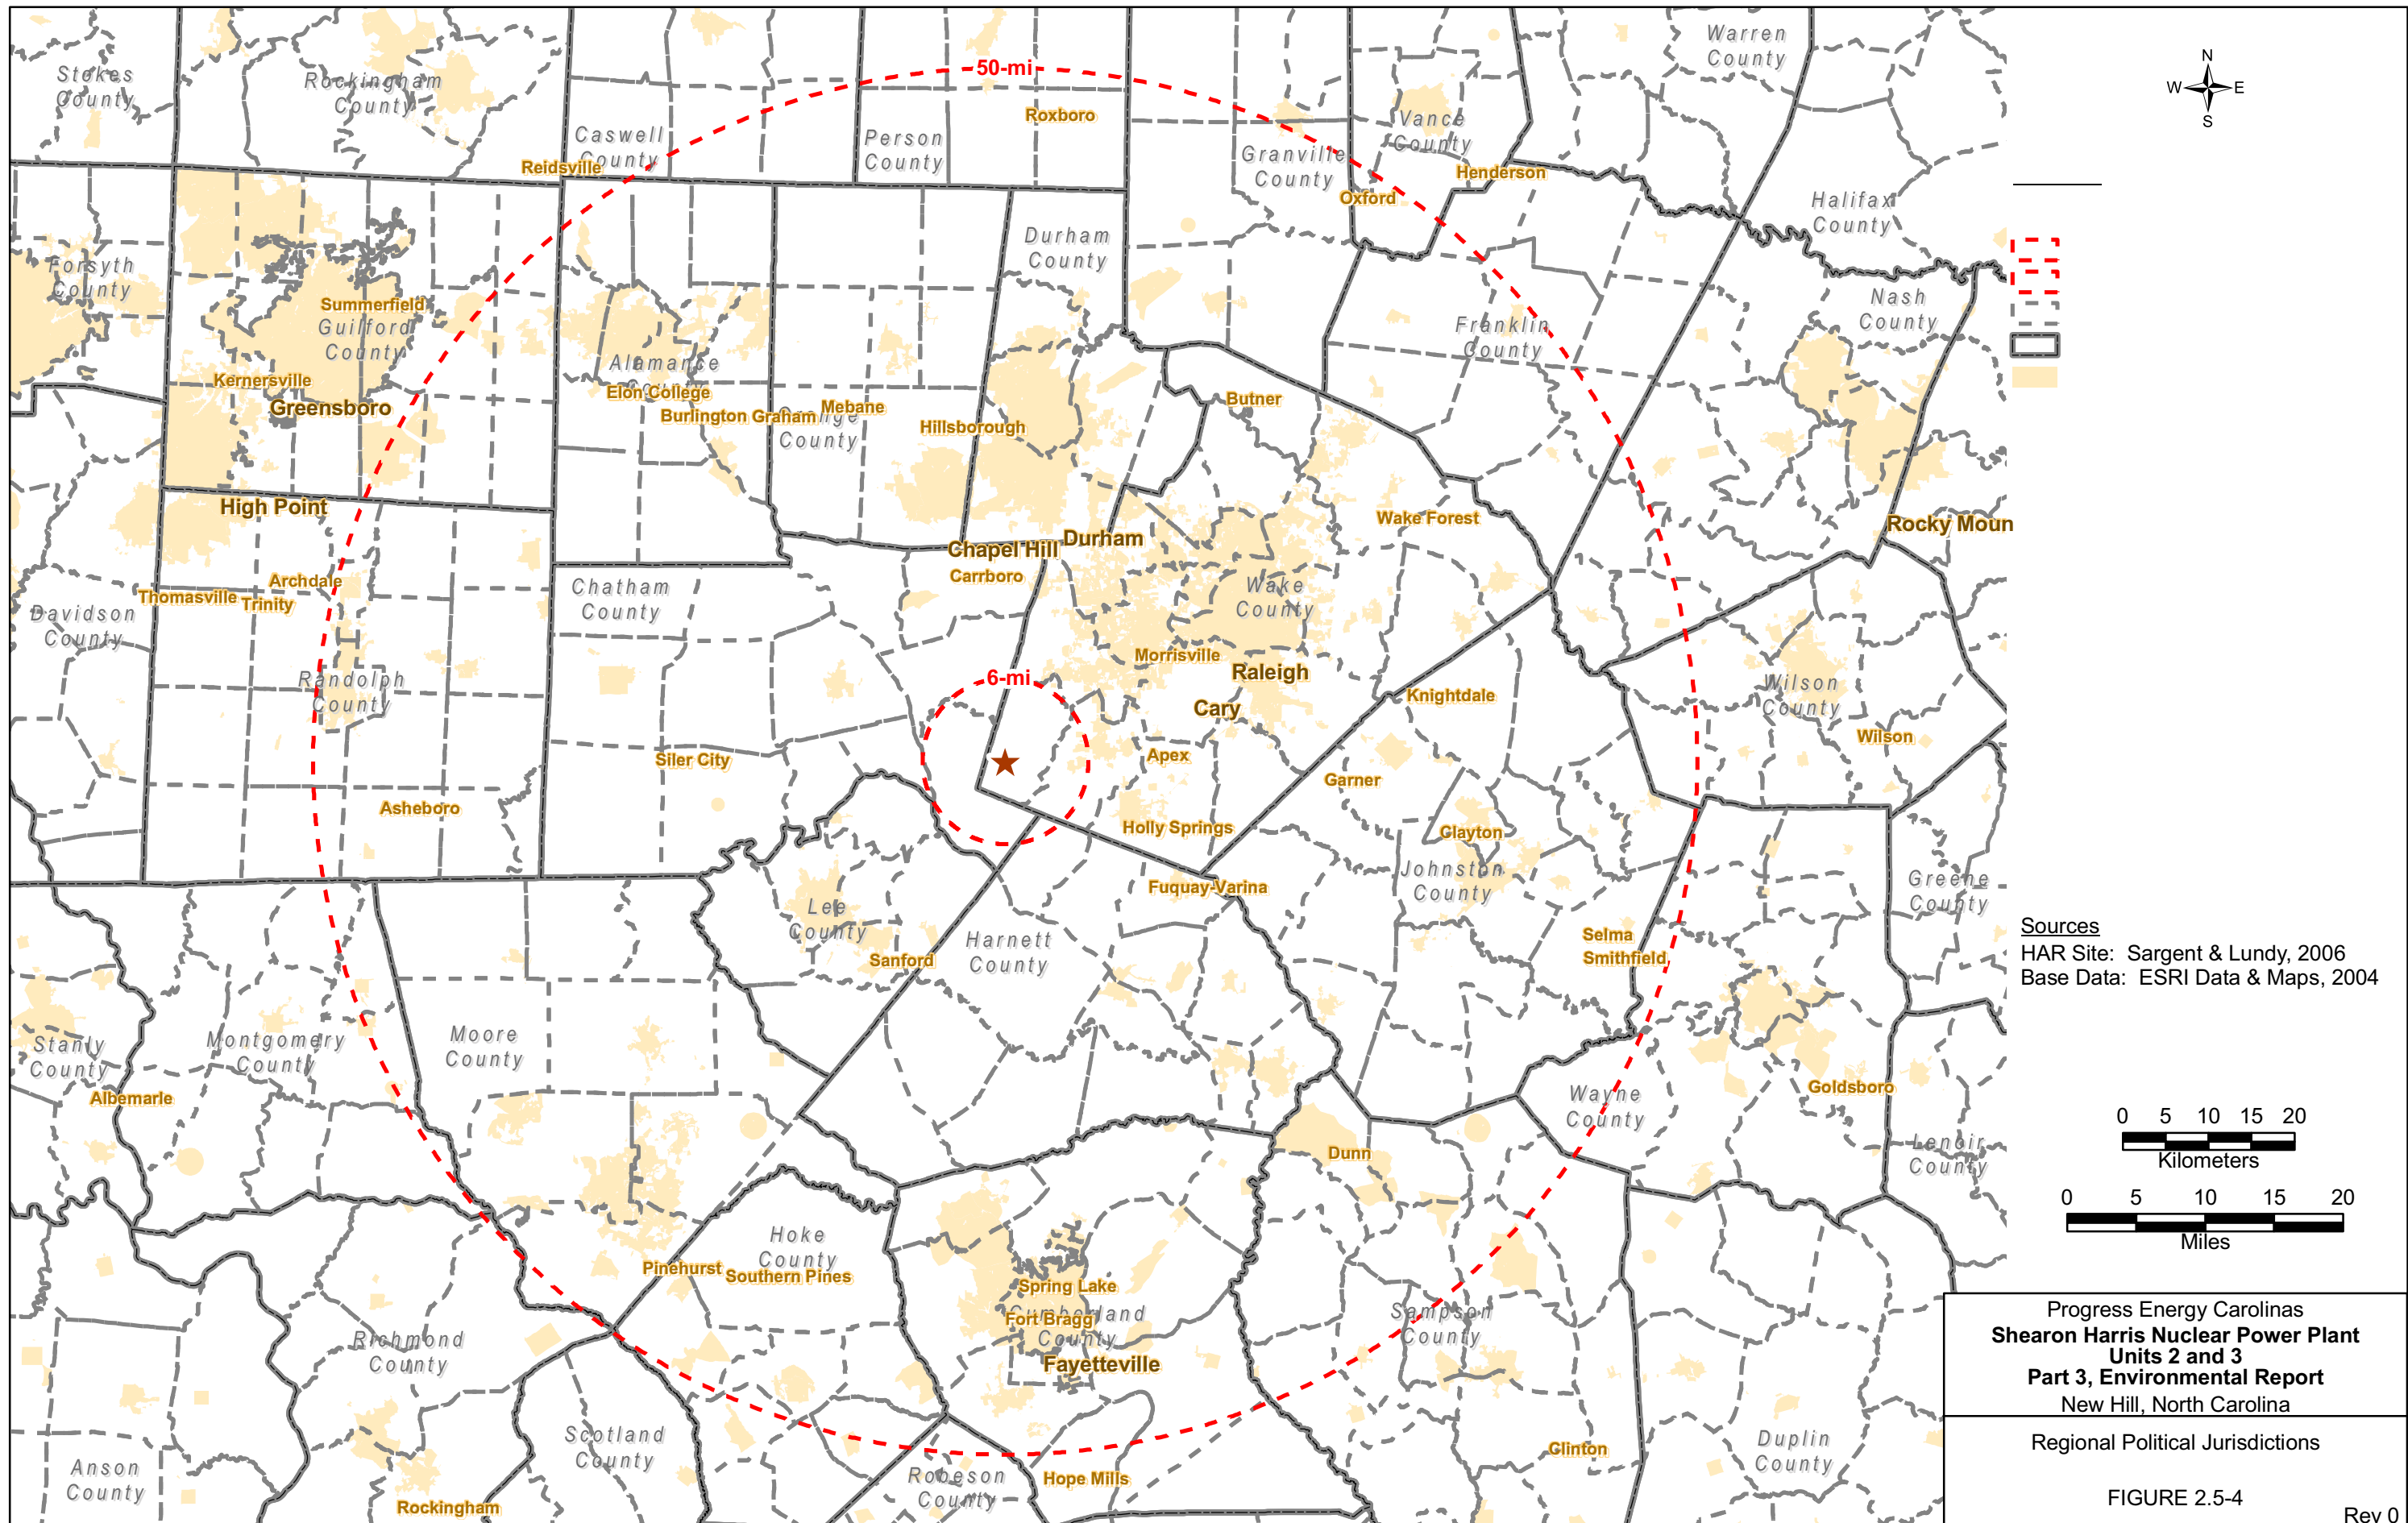 Warren
County
N
W E
S
50-mi
Stokes
County
Rockingham
County
Caswell
County
Person
County
Roxboro
Vance
County
Granville
County
Reidsville
Henderson
Oxford
Halifax
County
Durham
County
Forsyth
County
Nash
County
Summerfield
Guilford
County
Franklin
County
Alamance
Kernersville
Elon College
Greensboro
Burlington Graham Mebane
County
Hillsborough
Butner
High Point
Wake Forest
Rocky Moun
Durham
Chapel Hill
Carrboro
Archdale
Thomasville Trinity
Chatham
County
Wake
County
Davidson
County
Morrisville
Raleigh
6-mi
Randolph
County
Cary
Knightdale
Wilson
County
Wilson
Siler City
Apex
Garner
Asheboro
Holly Springs
Clayton
Johnston
County
Fuquay-Varina
Greene
County
Lee
County
Harnett
County
Sanford
Selma
Smithfield
Sources
HAR Site: Sargent & Lundy, 2006
Base Data: ESRI Data & Maps, 2004
Stanly
County
Montgomery
County
Moore
County
Albemarle
Wayne
County
Goldsboro
0 5 10 15 20
Kilometers
Dunn
Lenoir
County
0 5 10 15 20
Miles
Hoke
County
Pinehurst
Southern Pines
Spring Lake
Cumberland
County
Fort Bragg
Fayetteville
Sampson
County
Richmond
County
Scotland
County
Anson
County
Rockingham
Robeson
County
Hope Mills
Clinton
Duplin
County
Progress Energy Carolinas
Shearon Harris Nuclear Power Plant
Units 2 and 3
Part 3, Environmental Report
New Hill, North Carolina
Regional Political Jurisdictions
FIGURE 2.5-4
Rev 0